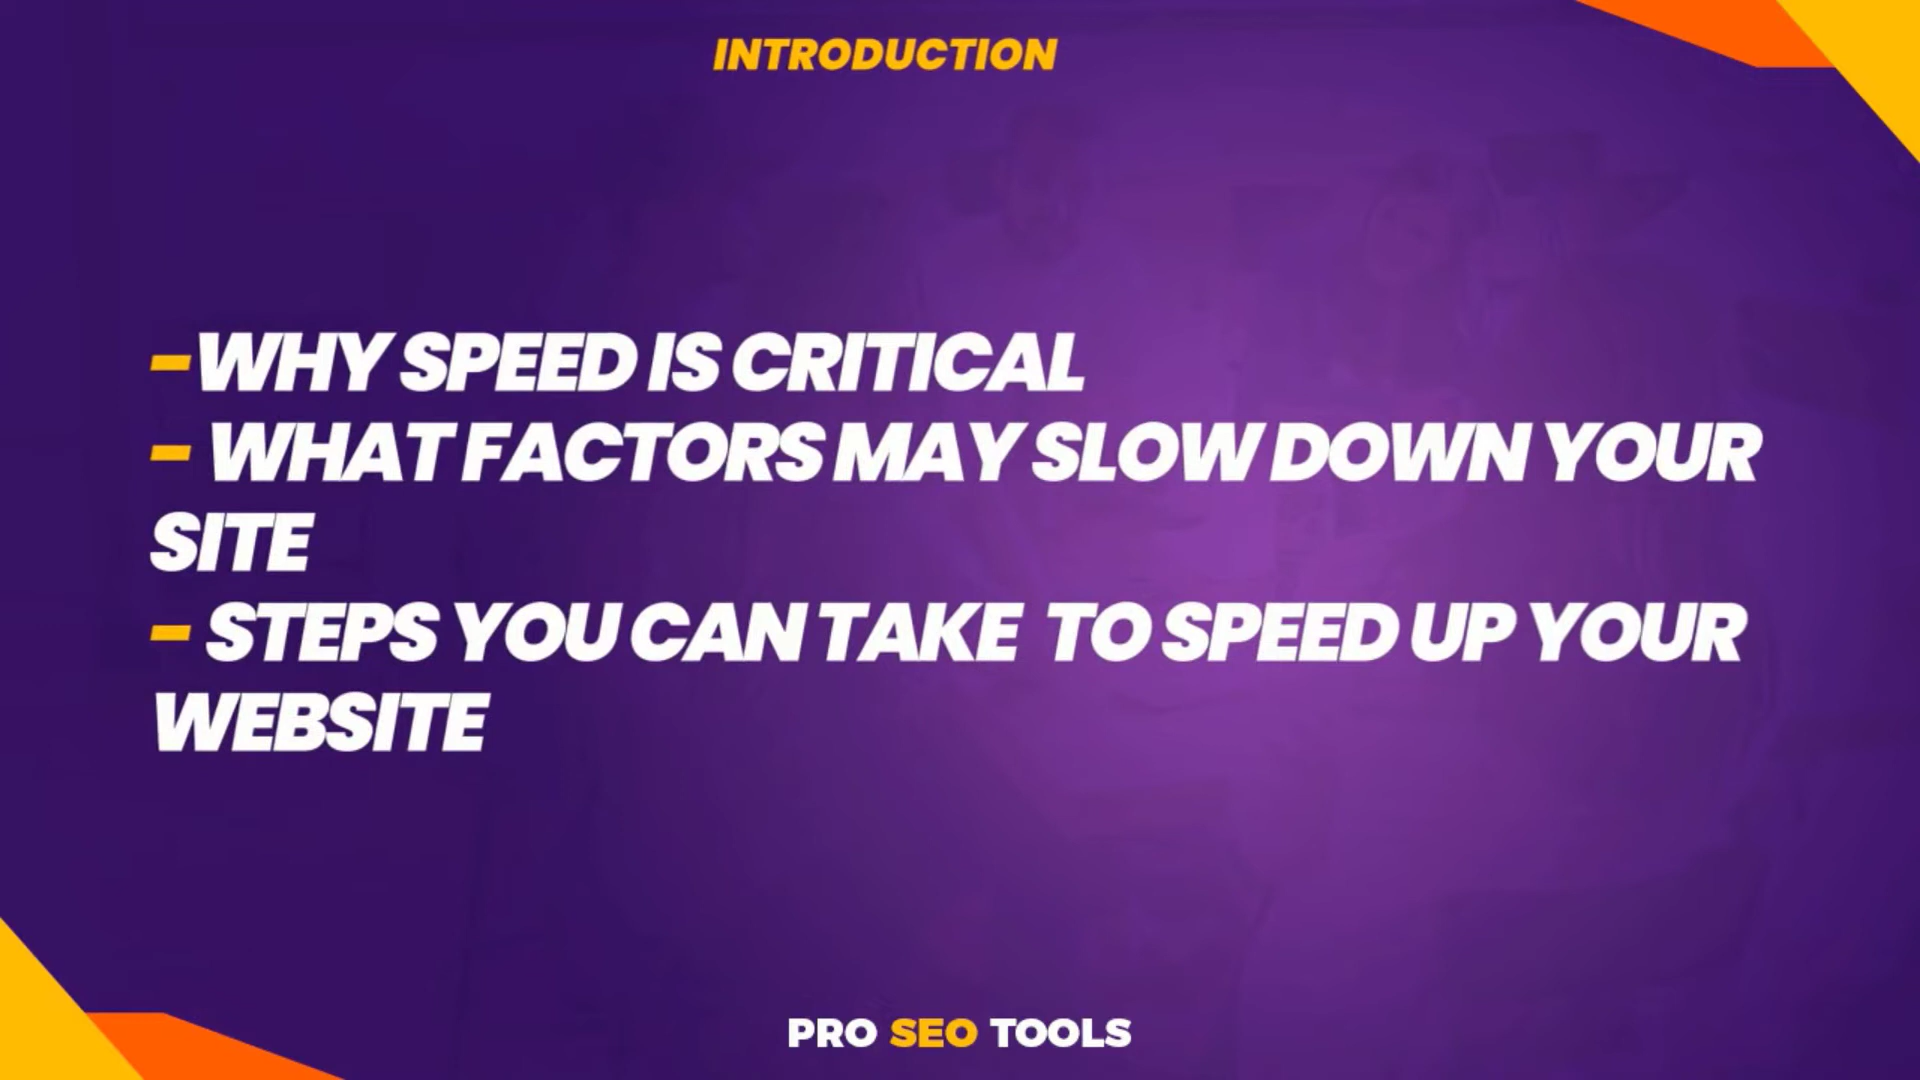 INTRODUCTION
-WHY SPEED IS CRITICAL
- WHAT FACTORS MAY SLOW DOWN YOUR
SITE
- STEPS YOU CAN TAKE TO SPEED UP YOUR
WEBSITE
PRO SEO TOOLS